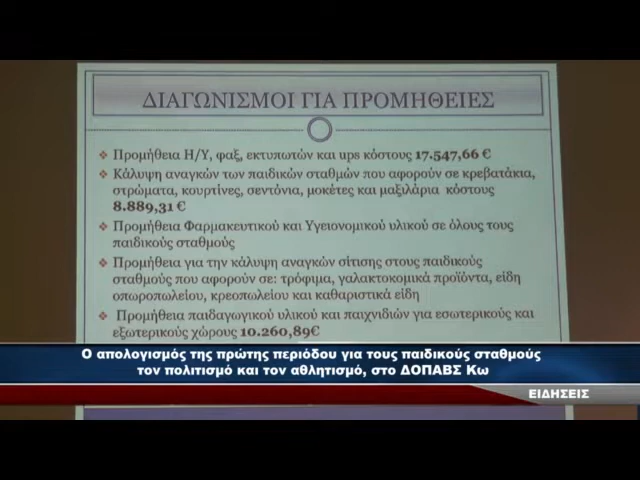 ΔΙΑΓΩΝΙΣΜΟΙ ΓΙΑ ΠΡΟΜΗΘΕΙΕΣ
❖ Προμήθεια Η/Υ, φαξ, εκτυπωτών και ups κόστους 17.547,66 €
❖ Κάλυψη αναγκών των παιδικών σταθμών που αφορούν σε κρεβατάκια,
στρώματα, κουρτίνες, σεντόνια, μοκέτες και μαξιλάρια κόστους
8.889,31 €
❖ Προμήθεια Φαρμακευτικού και Υγειονομικού υλικού σε όλους τους
παιδικούς σταθμούς
❖ Προμήθεια για την κάλυψη αναγκών σίτισης στους παιδικούς
σταθμούς που αφορούν σε: τρόφιμα, γαλακτοκομικά προϊόντα, είδη
οπωροπωλείου, κρεοπωλείου και καθαριστικά είδη
❖ Προμήθεια παιδαγωγικού υλικού και παιχνιδιών για εσωτερικούς και
εξωτερικούς χώρους 10.260,89€
Ο απολογισμός της πρώτης περιόδου για τους παιδικούς σταθμούς
τον πολιτισμό και τον αθλητισμό, στο ΔΟΠΑΒΣ Κω
ΕΙΔΗΣΕΙΣ